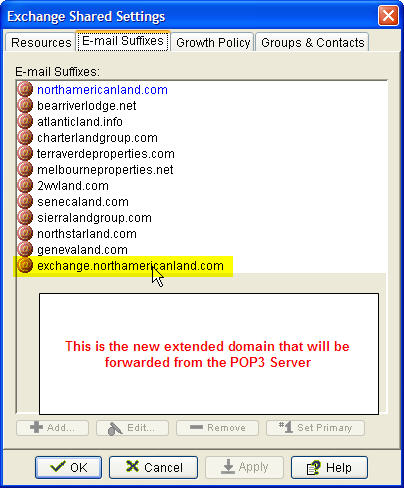 Exchange Shared Settings
Resources
E-mail Suffixes
Growth Policy
Groups & Contacts
E-mail Suffixes:
northamericanland.com
bearriverlodge.net
atlanticland.info
charterlandgroup.com
terraverdeproperties.com
melbourneproperties.net
2wvland.com
senecaland.com
sierralandgroup.com
northstarland.com
genevaland.com
exchange.northamericanland.com
This is the new extended domain that will be
forwarded from the POP3 Server
Add...
Edit...
Remove
#1 Set Primary
OK
Cancel
Apply
Help